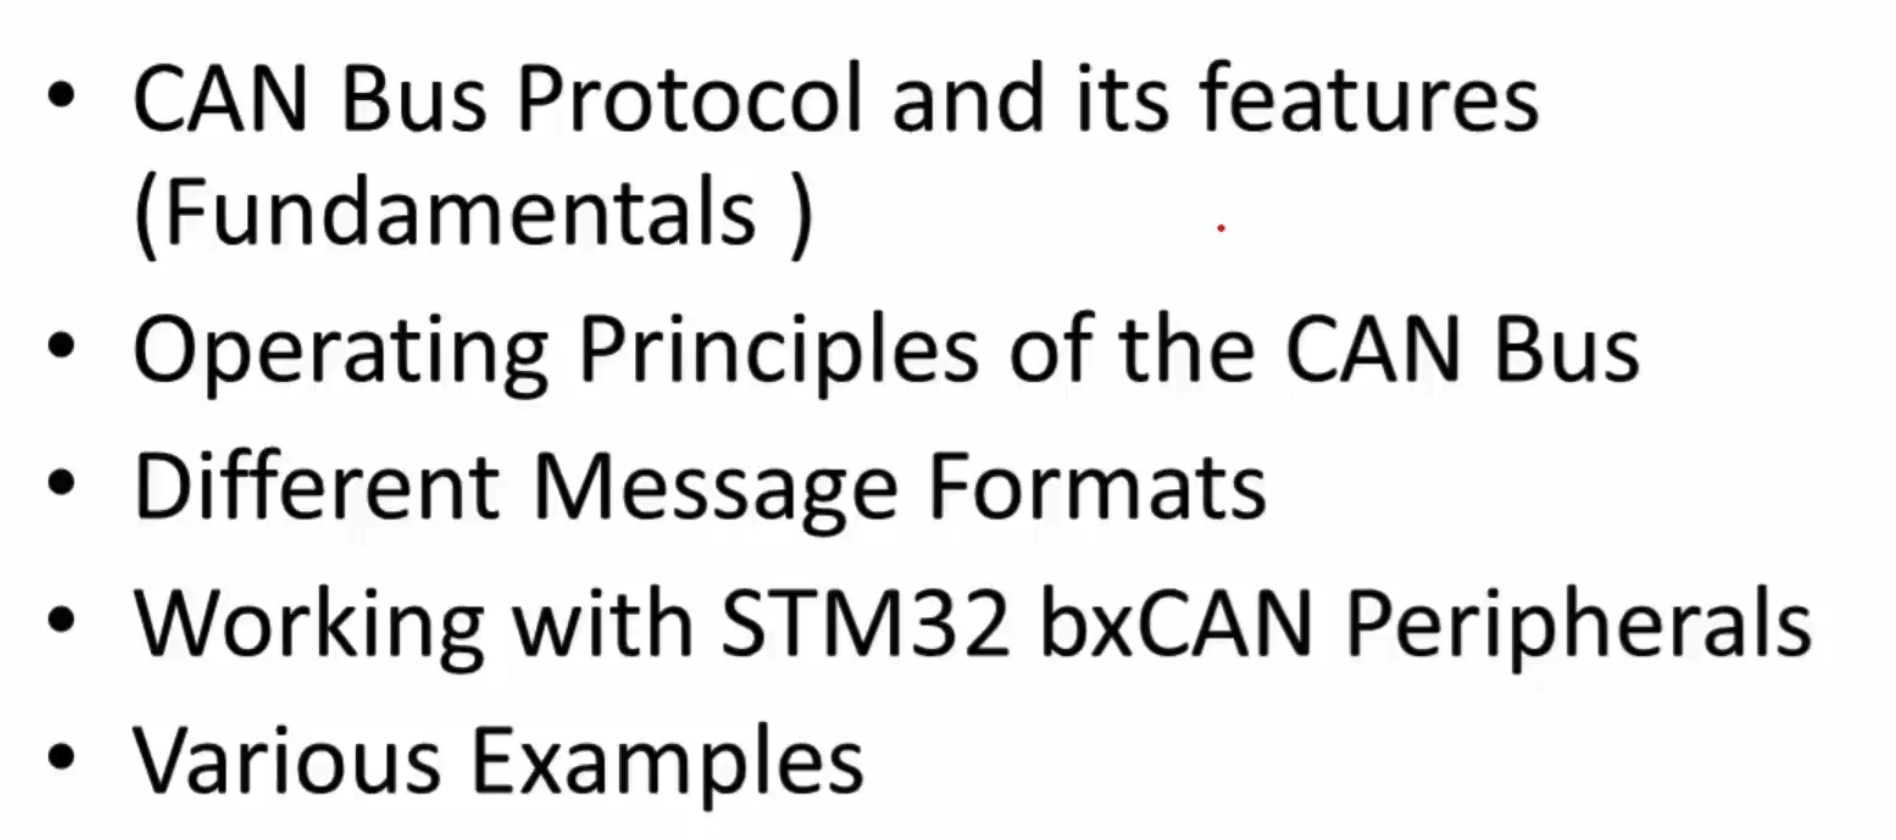 • CAN Bus Protocol and its features
(Fundamentals )
• Operating Principles of the CAN Bus
• Different Message Formats
• Working with STM32 bxCAN Peripherals
• Various Examples